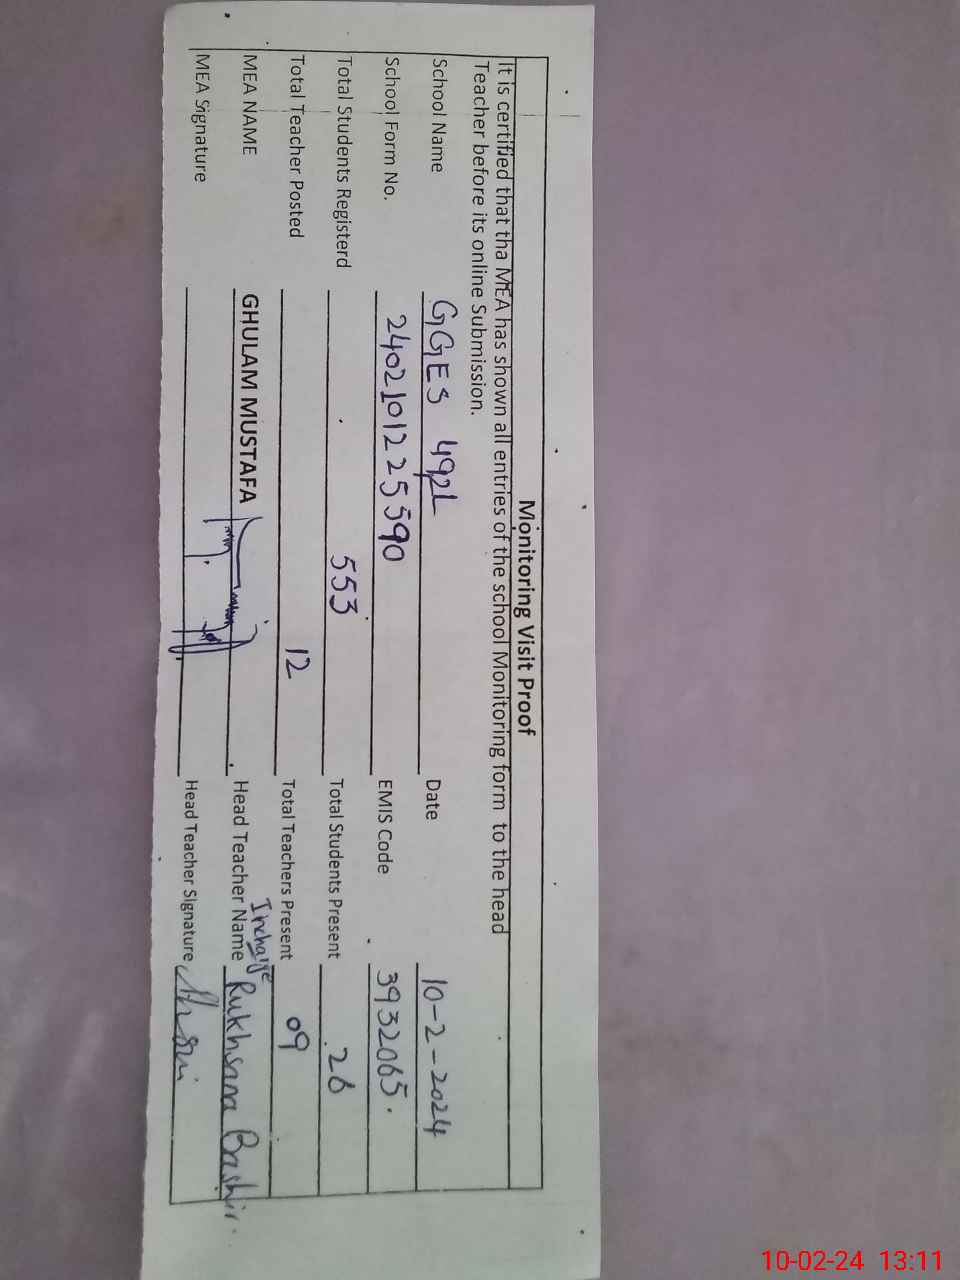 Monitoring Visit Proof
It is certified that tha MEA has shown all entries of the school Monitoring form to the head
Teacher before its online Submission.
School Name GGES 492L Date 10-2-2024
School Form No. 2402101225590 EMIS Code 3932065.
Total Students Registerd 553 Total Students Present 26
Total Teacher Posted 12 Total Teachers Present 09
Incharge
MEA NAME GHULAM MUSTAFA Head Teacher Name Rukhsana Bashir
MEA Signature Head Teacher SIgnature
10-02-24 13:11